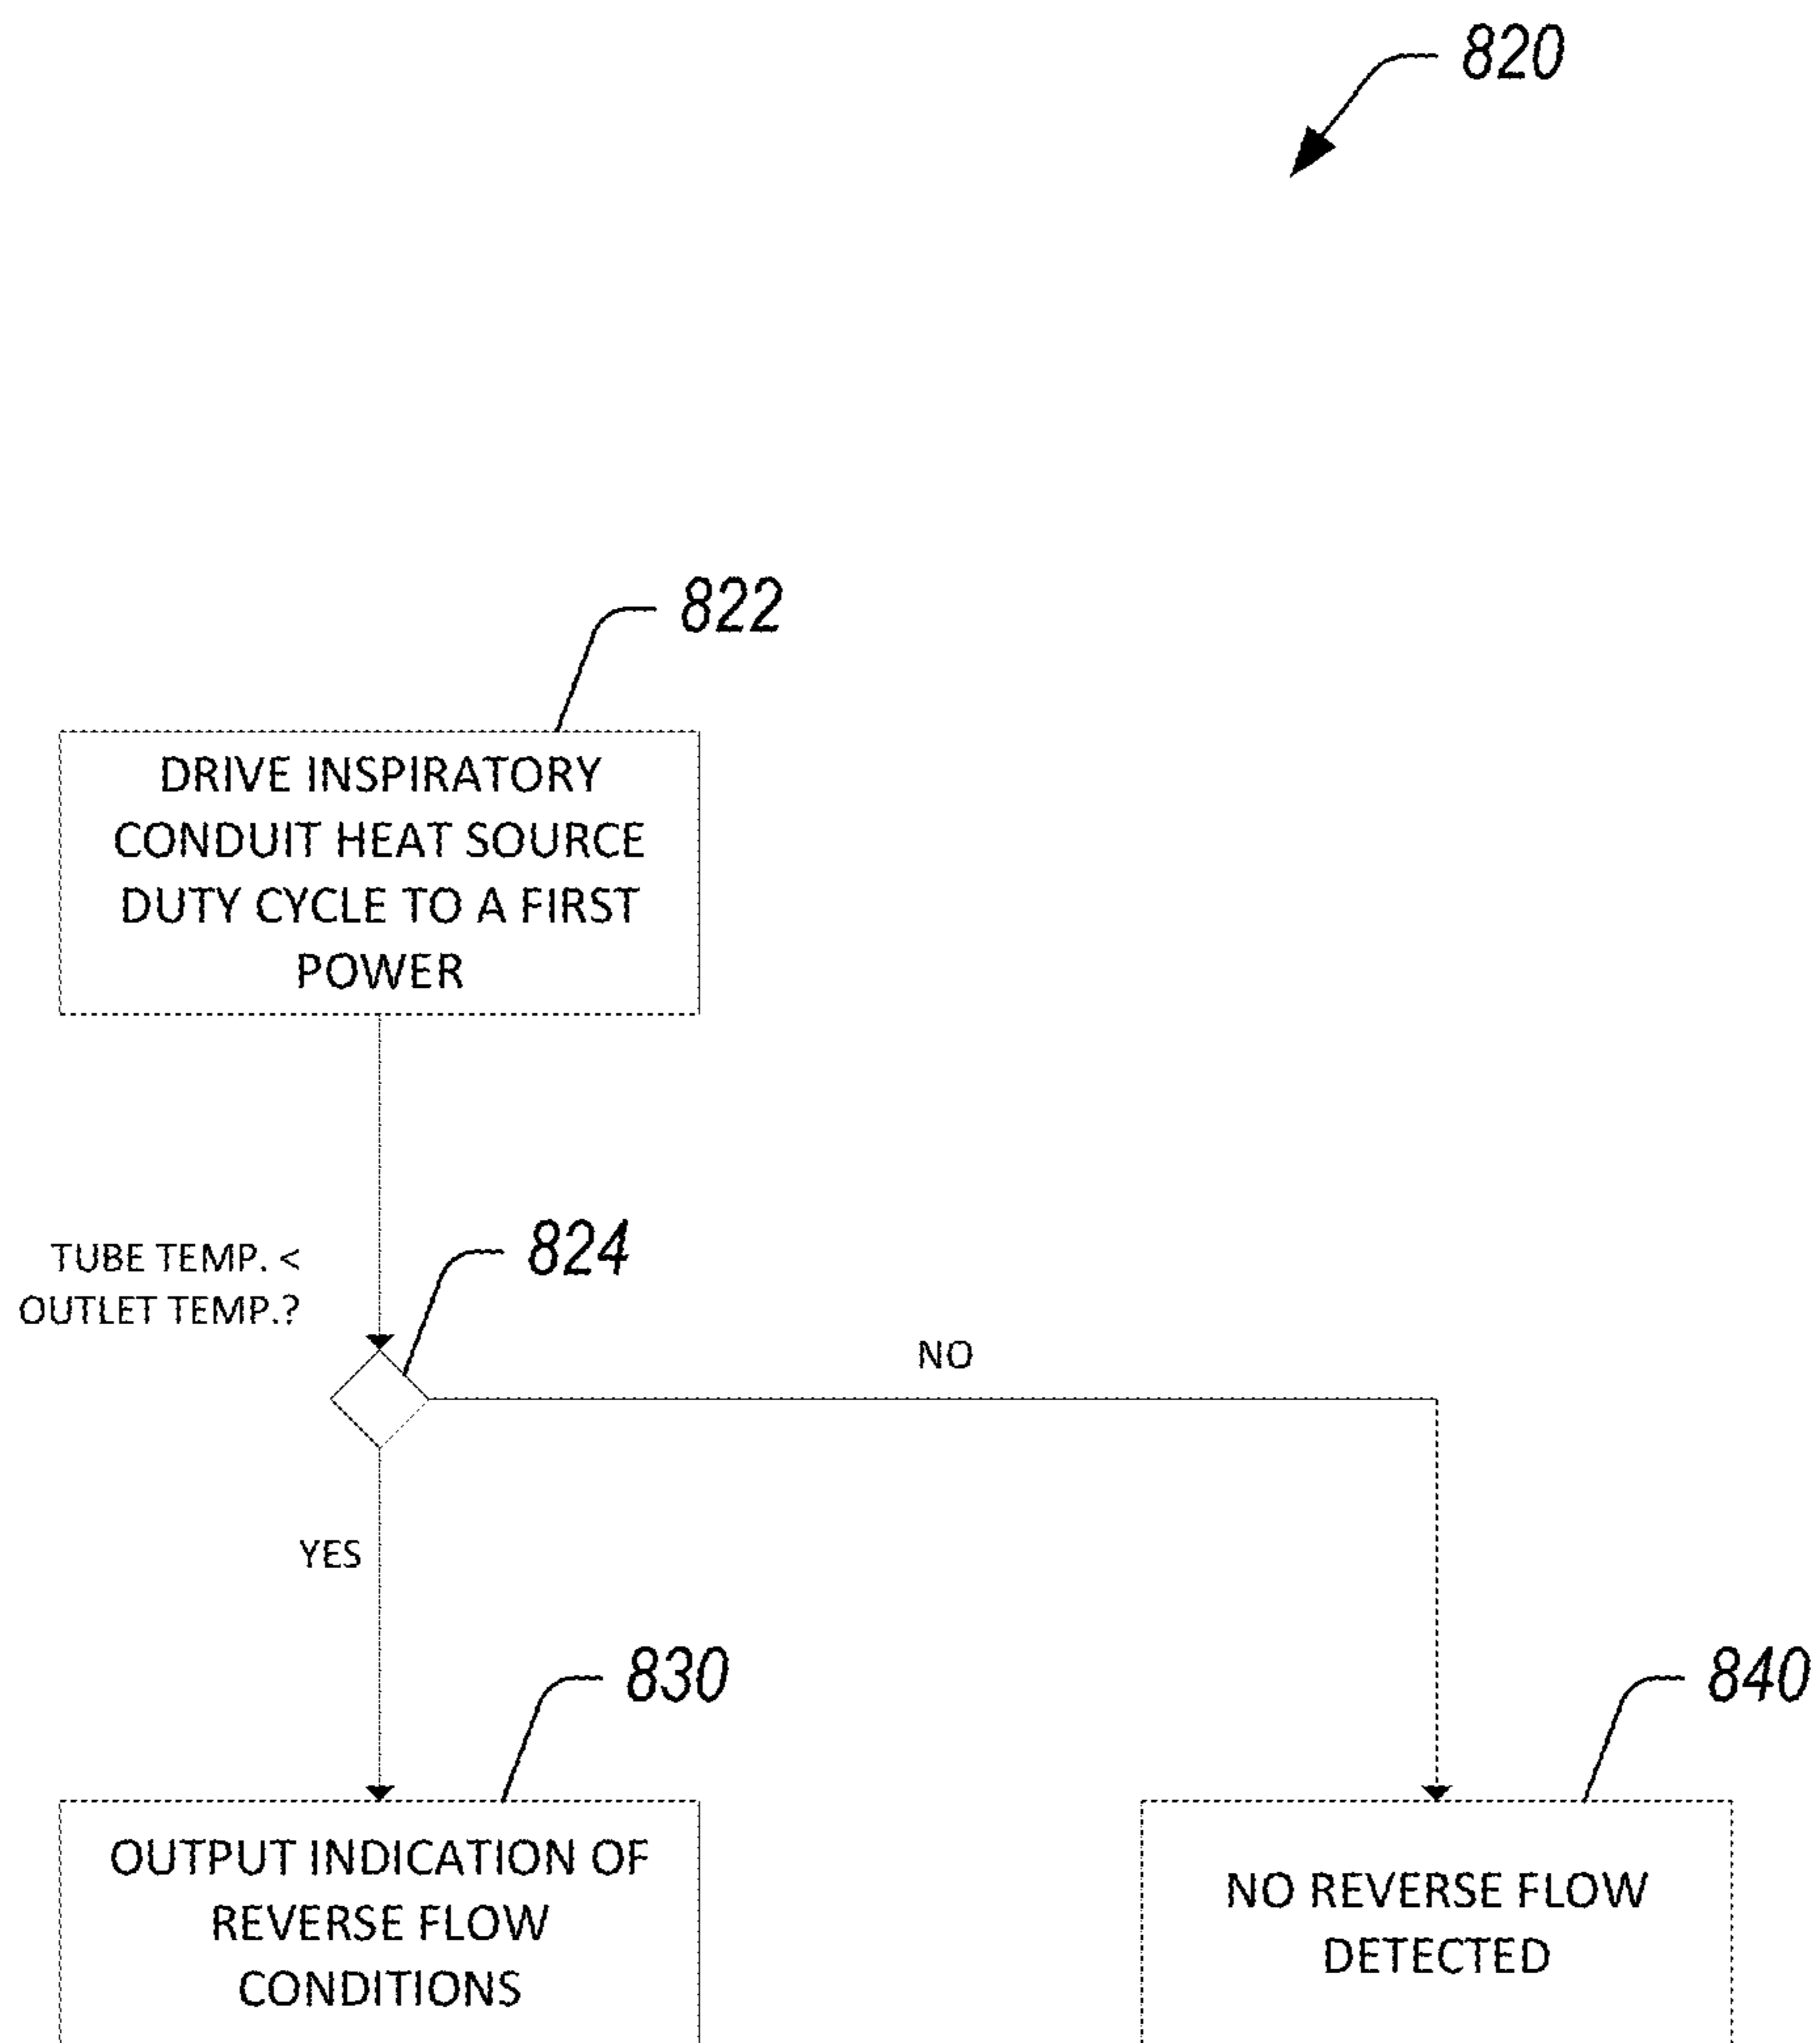 820
822
DRIVE INSPIRATORY
CONDUIT HEAT SOURCE
DUTY CYCLE TO A FIRST
POWER
TUBE TEMP. <
OUTLET TEMP.?
824
NO
YES
830
840
OUTPUT INDICATION OF
REVERSE FLOW
CONDITIONS
NO REVERSE FLOW
DETECTED